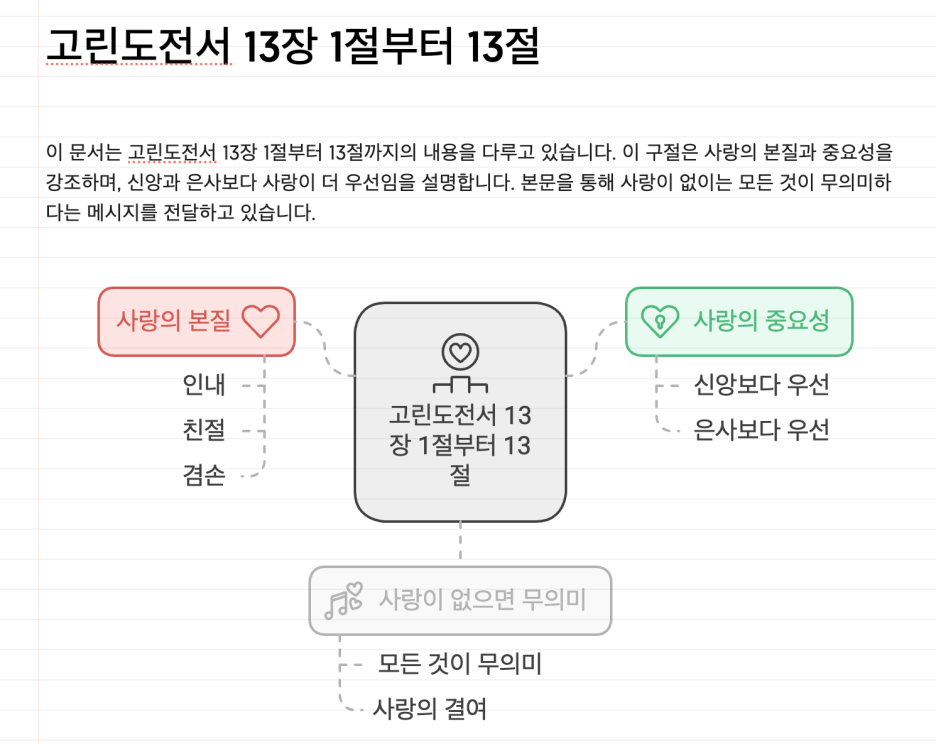 고린도전서 13장 1절부터 13절
이 문서는 고린도전서 13장 1절부터 13절까지의 내용을 다루고 있습니다. 이 구절은 사랑의 본질과 중요성을
강조하며, 신앙과 은사보다 사랑이 더 우선임을 설명합니다. 본문을 통해 사랑이 없이는 모든 것이 무의미하
다는 메시지를 전달하고 있습니다.
사랑의 본질
인내
친절
겸손
고린도전서 13
장 1절부터 13
절
사랑의 중요성
신앙보다 우선
은사보다 우선
사랑이 없으면 무의미
모든 것이 무의미
사랑의 결여